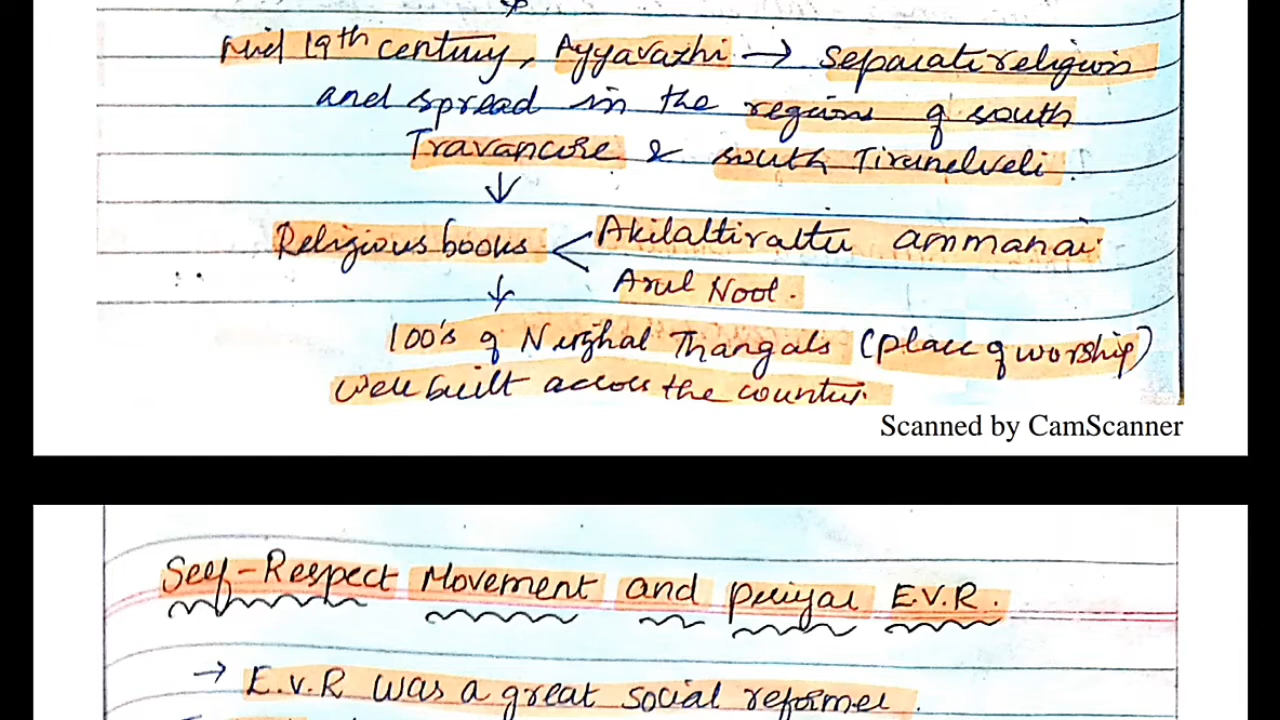 Mid 19th century, Ayyavazhi → Separate religion
and spread in the regions of south
Travancore & south Tirunelveli.
↓
Religious books < Akilattirattu ammanai
Arul Nool.
↓
100's of Nizhal Thangals (place of worship)
were built across the country.
Scanned by CamScanner
Self-Respect Movement and Periyar E.V.R.
→ E.V.R was a great social reformer.